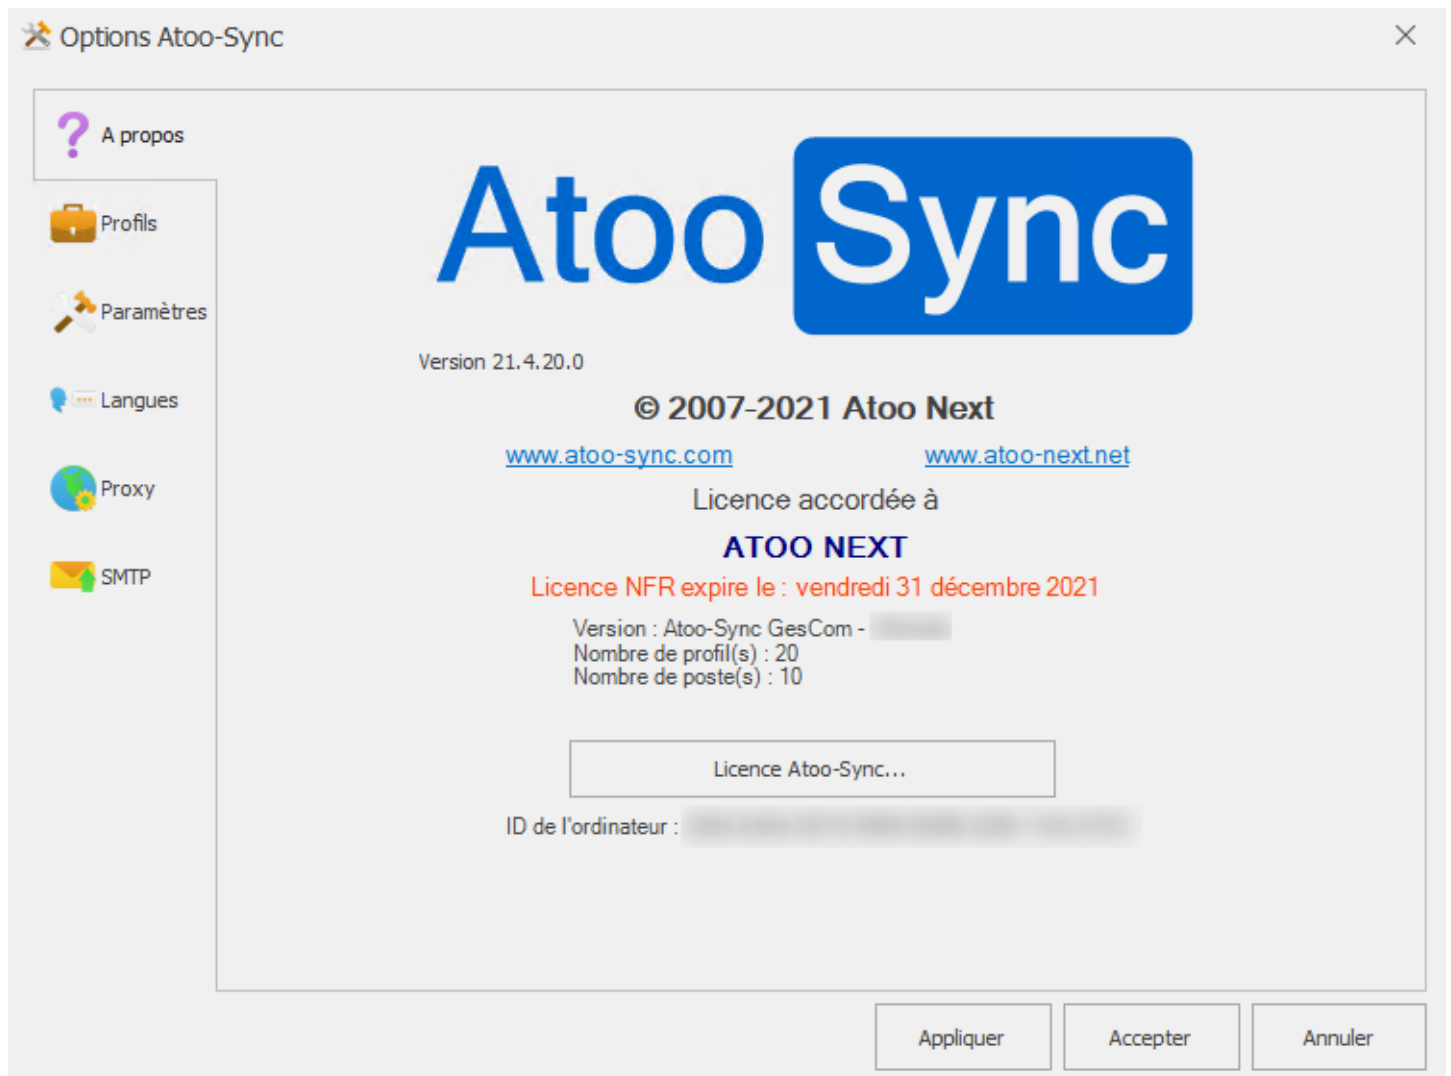 Options Atoo-Sync
A propos
Profils
Paramètres
Langues
Proxy
SMTP
Atoo Sync
Version 21.4.20.0
© 2007-2021 Atoo Next
www.atoo-sync.com www.atoo-next.net
Licence accordée à
ATOO NEXT
Licence NFR expire le : vendredi 31 décembre 2021
Version : Atoo-Sync GesCom -
Nombre de profil(s) : 20
Nombre de poste(s) : 10
Licence Atoo-Sync...
ID de l'ordinateur :
Appliquer Accepter Annuler